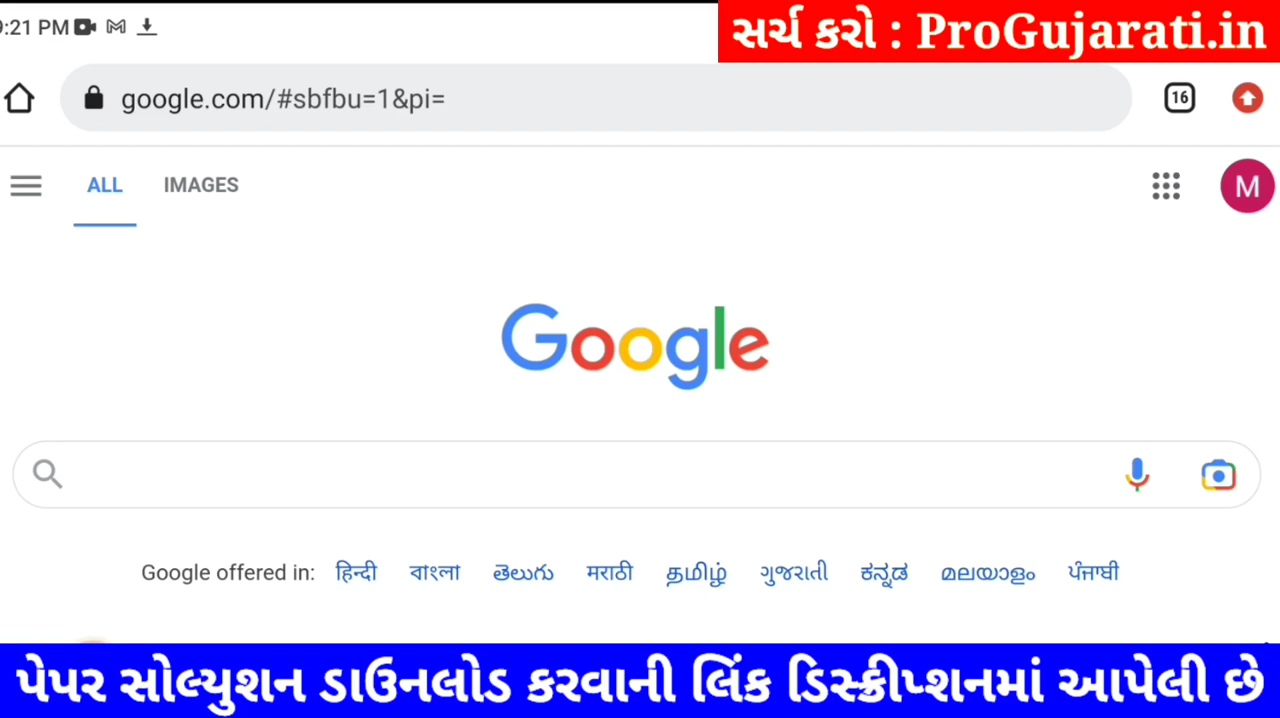 9:21 PM
સર્ચ કરો : ProGujarati.in
google.com/#sbfbu=1&pi=
16
ALL IMAGES
M
Google
Google offered in: हिन्दी বাংলা తెలుగు मराठी தமிழ் ગુજરાતી ಕನ್ನಡ മലയാളം ਪੰਜਾਬੀ
પેપર સોલ્યુશન ડાઉનલોડ કરવાની લિંક ડિસ્ક્રીપ્શનમાં આપેલી છે